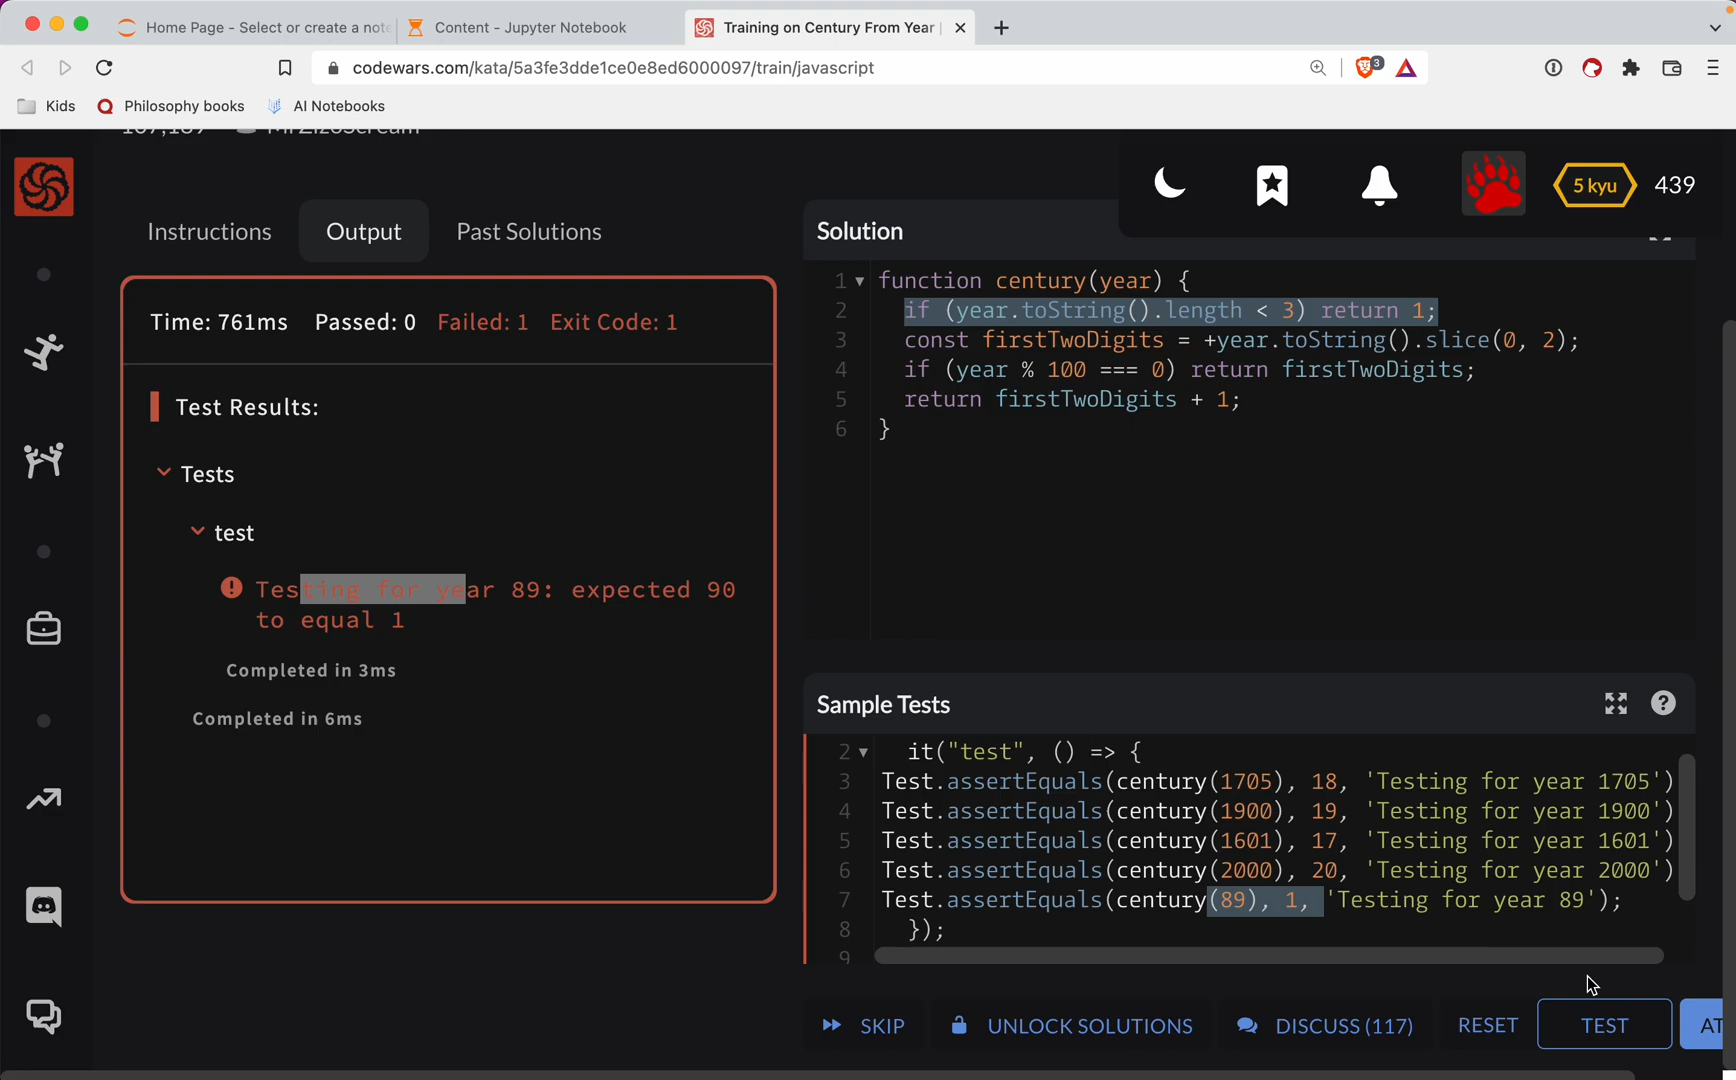 Home Page - Select or create a note
Content - Jupyter Notebook
Training on Century From Year |
codewars.com/kata/5a3fe3dde1ce0e8ed6000097/train/javascript
3
Kids
Philosophy books
AI Notebooks
5 kyu
439
Instructions
Output
Past Solutions
Time: 761ms Passed: 0 Failed: 1 Exit Code: 1
Test Results:
Tests
test
Testing for year 89: expected 90
to equal 1
Completed in 3ms
Completed in 6ms
Solution
1 function century(year) {
2 if (year.toString().length < 3) return 1;
3 const firstTwoDigits = +year.toString().slice(0, 2);
4 if (year % 100 === 0) return firstTwoDigits;
5 return firstTwoDigits + 1;
6 }
Sample Tests
?
2 it("test", () => {
3 Test.assertEquals(century(1705), 18, 'Testing for year 1705')
4 Test.assertEquals(century(1900), 19, 'Testing for year 1900')
5 Test.assertEquals(century(1601), 17, 'Testing for year 1601')
6 Test.assertEquals(century(2000), 20, 'Testing for year 2000')
7 Test.assertEquals(century(89), 1, 'Testing for year 89');
8 });
9
SKIP
UNLOCK SOLUTIONS
DISCUSS (117)
RESET
TEST
AT